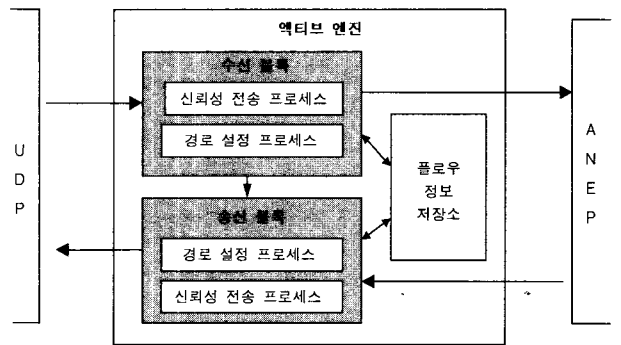 액티브 엔진
수신 블록
신뢰성 전송 프로세스
경로 설정 프로세스
U
D
P
플로우
정보
저장소
A
N
E
P
송신 블록
경로 설정 프로세스
신뢰성 전송 프로세스